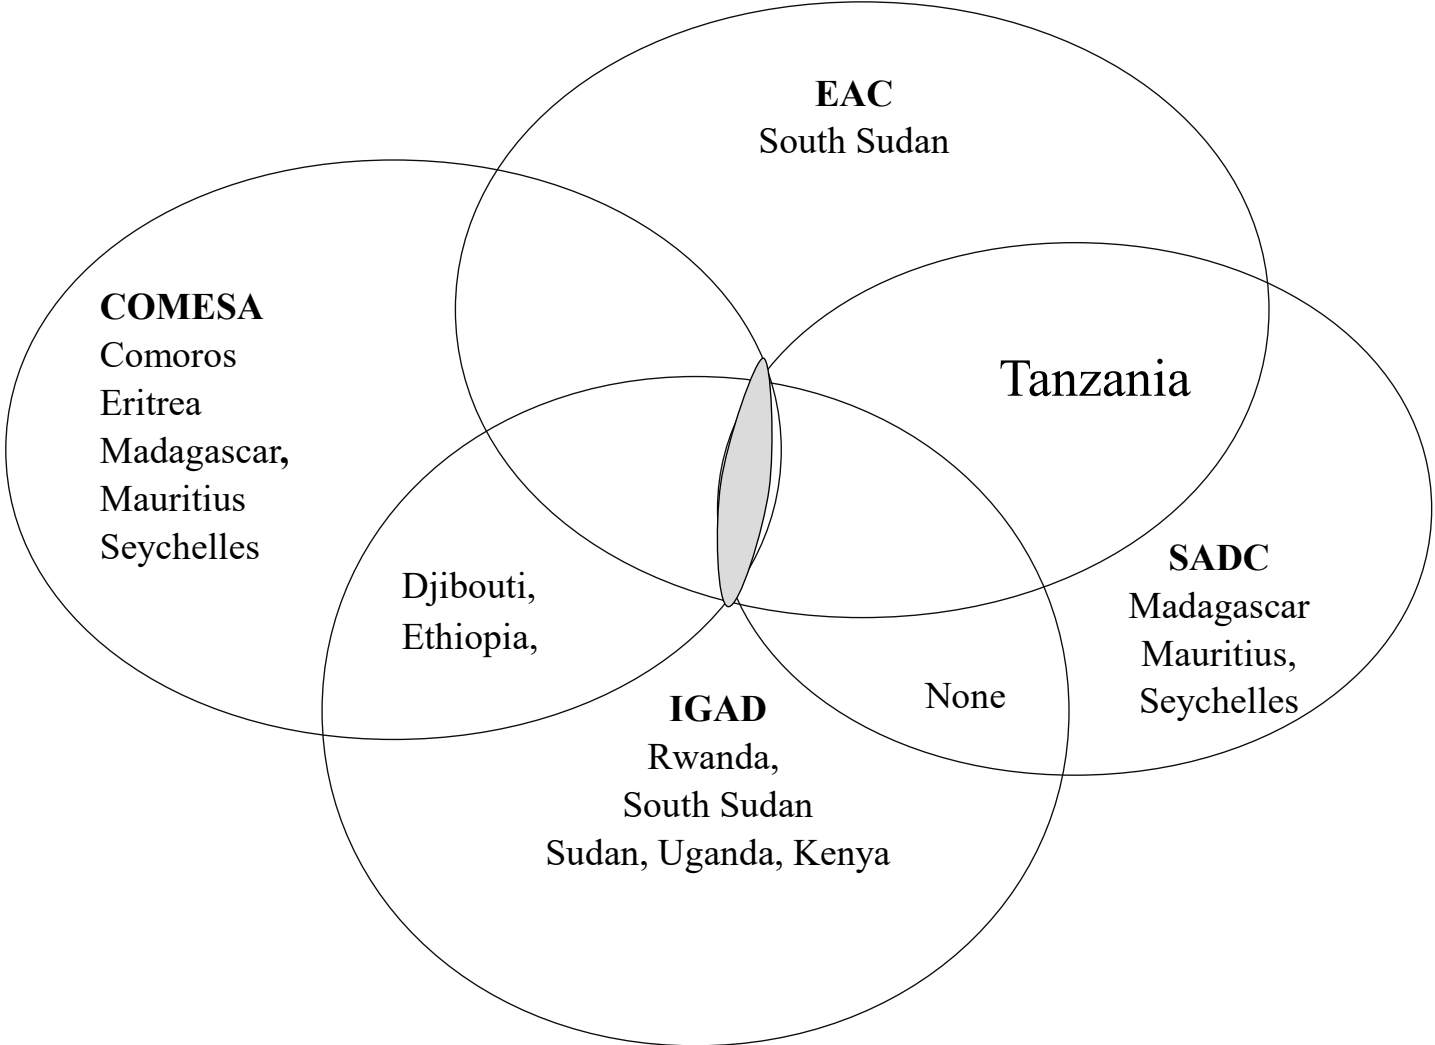 EAC
South Sudan
COMESA
Comoros
Eritrea
Madagascar,
Mauritius
Seychelles
Tanzania
Djibouti,
Ethiopia,
SADC
Madagascar
Mauritius,
Seychelles
None
IGAD
Rwanda,
South Sudan
Sudan, Uganda, Kenya